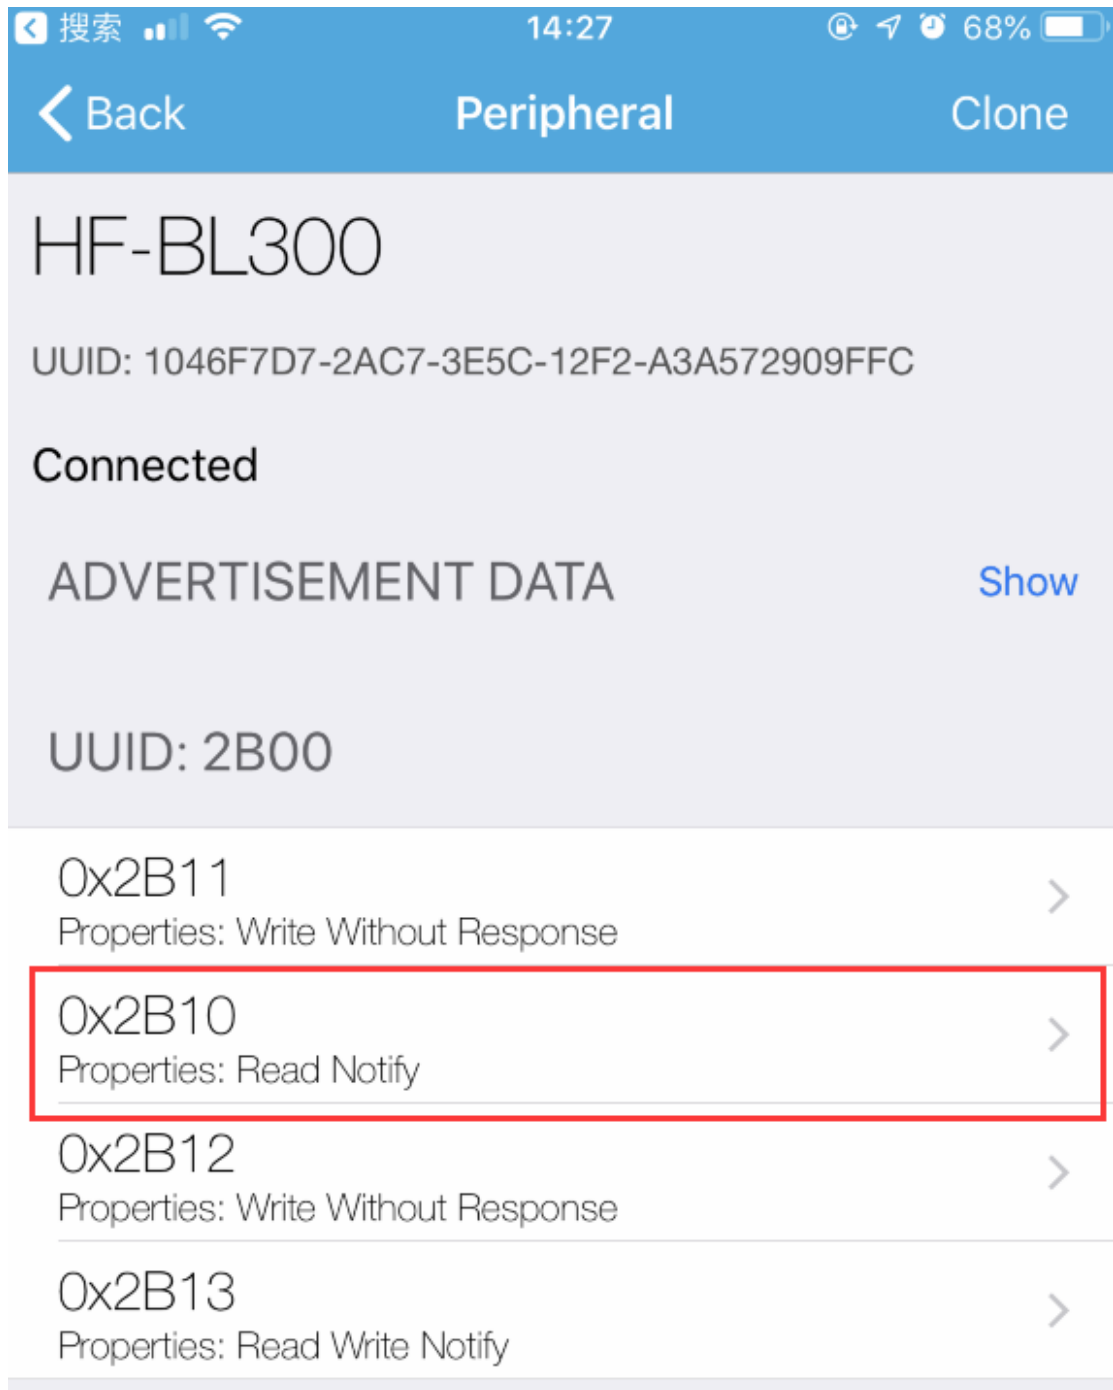 搜索 14:27 68%
Back Peripheral Clone
HF-BL300
UUID: 1046F7D7-2AC7-3E5C-12F2-A3A572909FFC
Connected
ADVERTISEMENT DATA Show
UUID: 2B00
0x2B11
Properties: Write Without Response
0x2B10
Properties: Read Notify
0x2B12
Properties: Write Without Response
0x2B13
Properties: Read Write Notify